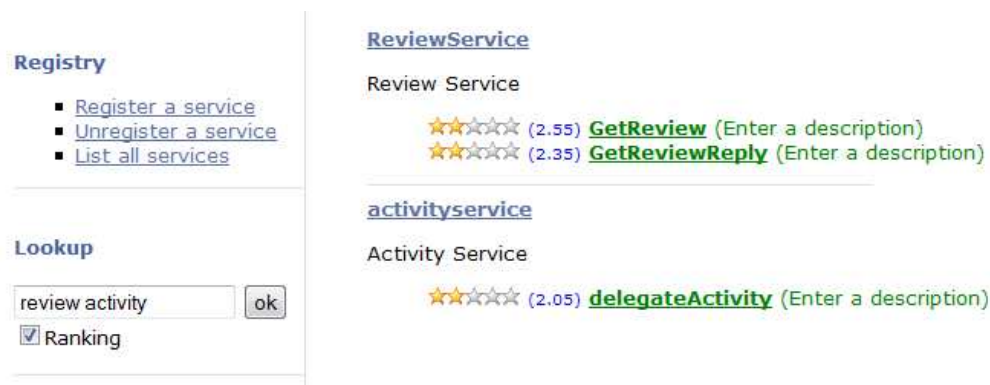 Registry
Register a service
Unregister a service
List all services
Lookup
review activity ok
Ranking
ReviewService
Review Service
(2.55) GetReview (Enter a description)
(2.35) GetReviewReply (Enter a description)
activityservice
Activity Service
(2.05) delegateActivity (Enter a description)